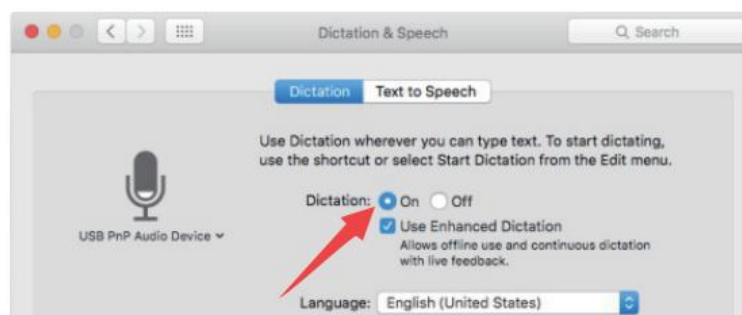 Dictation & Speech
Search
Dictation Text to Speech
Use Dictation wherever you can type text. To start dictating,
use the shortcut or select Start Dictation from the Edit menu.
Dictation: On Off
USB PnP Audio Device
Use Enhanced Dictation
Allows offline use and continuous dictation
with live feedback.
Language: English (United States)